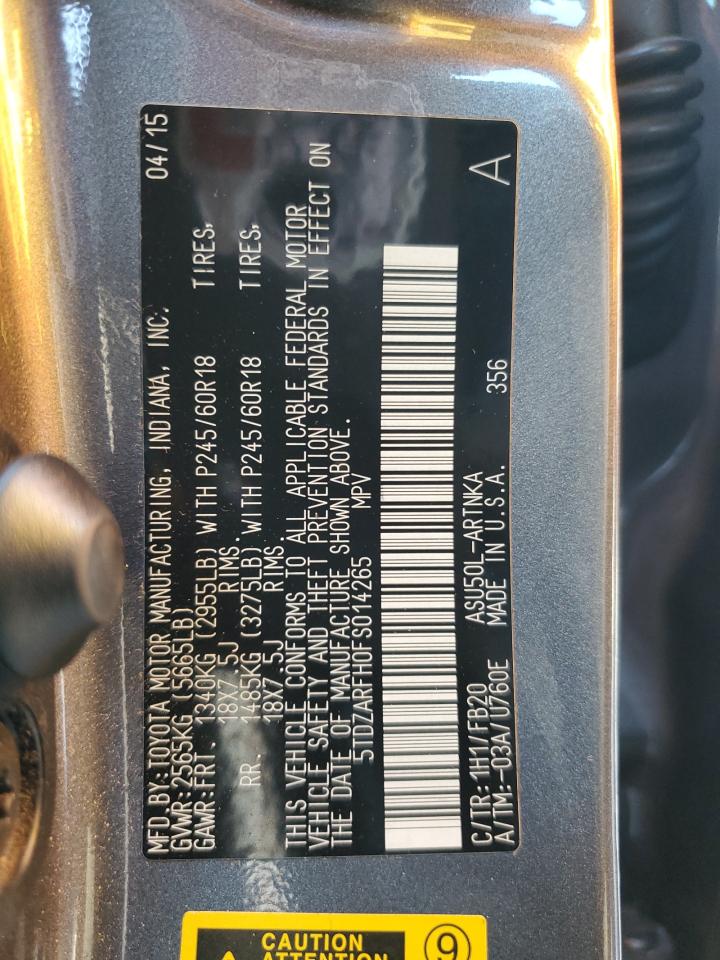 MFD.BY:TOYOTA MOTOR MANUFACTURING, INDIANA, INC. 04/15
GVWR:2565KG (5665LB)
GAWR:FRT. 1340KG (2955LB) WITH P245/60R18 TIRES,
18X7.5J RIMS.
RR. 1485KG (3275LB) WITH P245/60R18 TIRES,
18X7.5J RIMS.
THIS VEHICLE CONFORMS TO ALL APPLICABLE FEDERAL MOTOR
VEHICLE SAFETY AND THEFT PREVENTION STANDARDS IN EFFECT ON
THE DATE OF MANUFACTURE SHOWN ABOVE.
5TDZARFH0FS014265 MPV
C/TR:1H1/FB20 ASU50L-ARTNKA A
A/TM:-03A/U760E MADE IN U.S.A. 356
CAUTION
ATTENTION
9